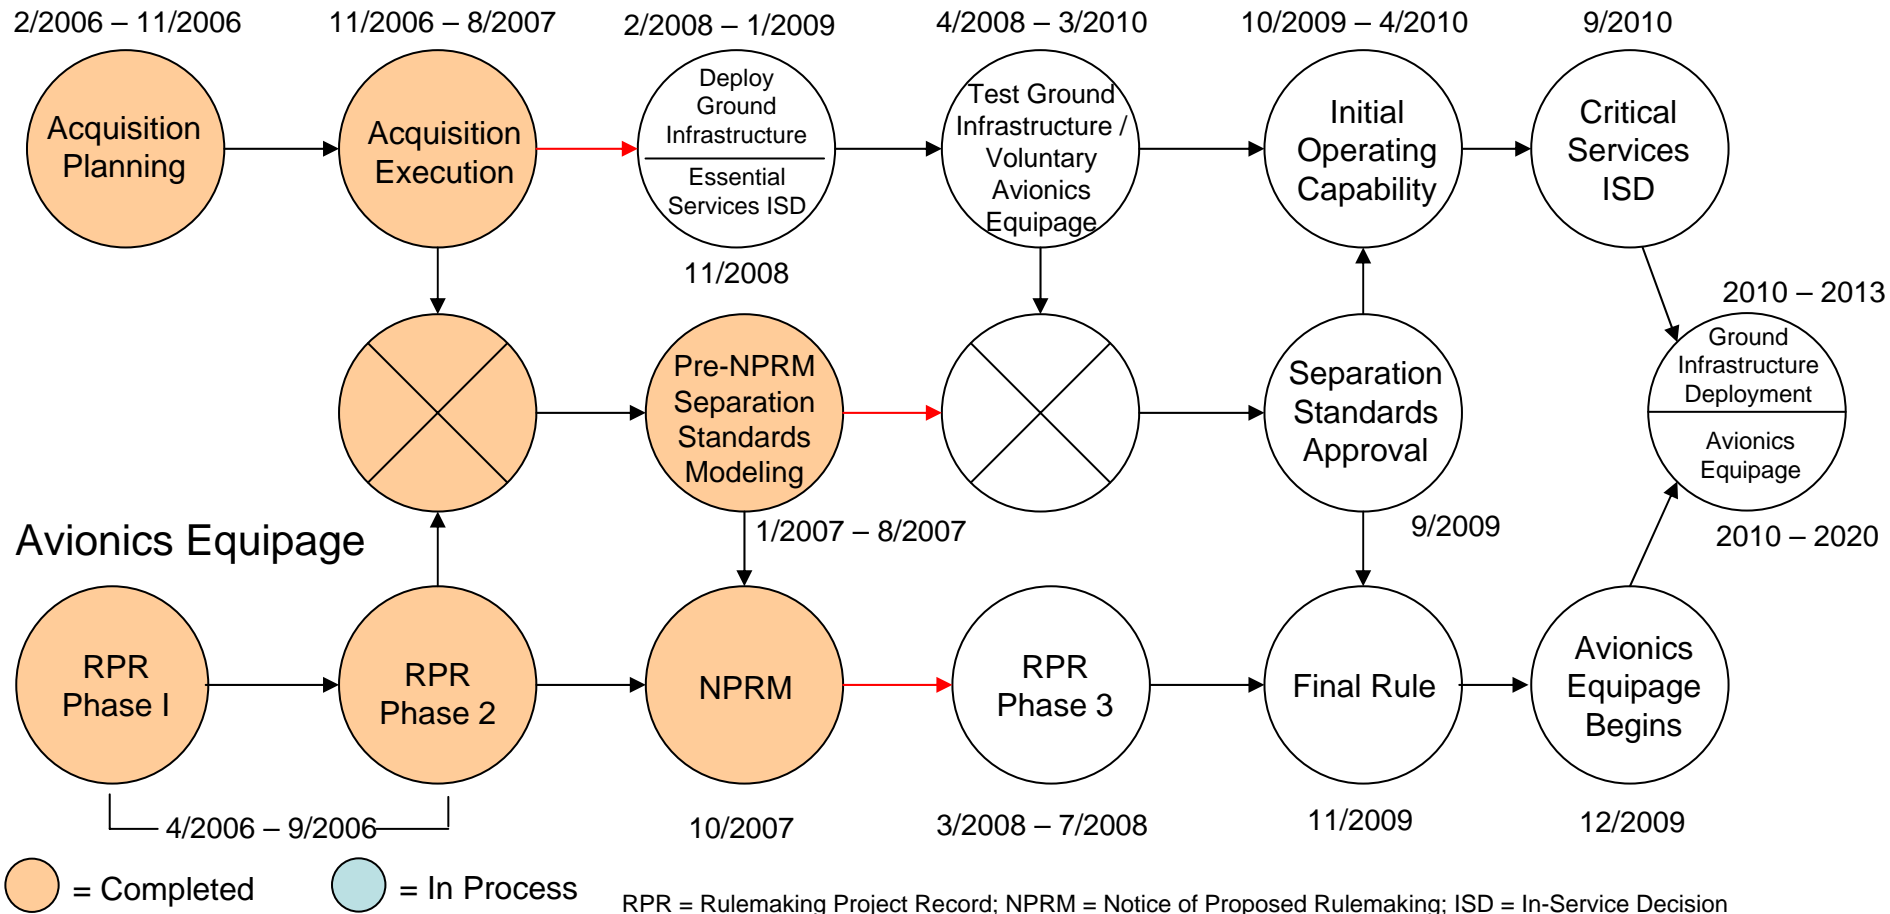 2/2006 – 11/2006
11/2006 – 8/2007
2/2008 – 1/2009
4/2008 – 3/2010
10/2009 – 4/2010
9/2010
Acquisition
Planning
Acquisition
Execution
Deploy
Ground
Infrastructure
Essential
Services ISD
Test Ground
Infrastructure /
Voluntary
Avionics
Equipage
Initial
Operating
Capability
Critical
Services
ISD
11/2008
2010 – 2013
Pre-NPRM
Separation
Standards
Modeling
Separation
Standards
Approval
Ground
Infrastructure
Deployment
Avionics
Equipage
Avionics Equipage
1/2007 – 8/2007
9/2009
2010 – 2020
RPR
Phase I
RPR
Phase 2
NPRM
RPR
Phase 3
Final Rule
Avionics
Equipage
Begins
4/2006 – 9/2006
10/2007
3/2008 – 7/2008
11/2009
12/2009
= Completed
= In Process
RPR = Rulemaking Project Record; NPRM = Notice of Proposed Rulemaking; ISD = In-Service Decision